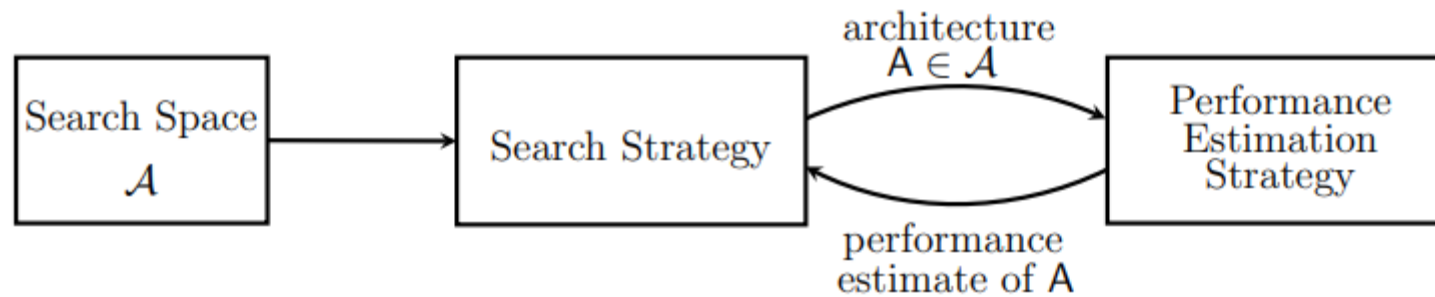 Search Space
𝒜
Search Strategy
architecture
A ∈ 𝒜
performance
estimate of A
Performance
Estimation
Strategy